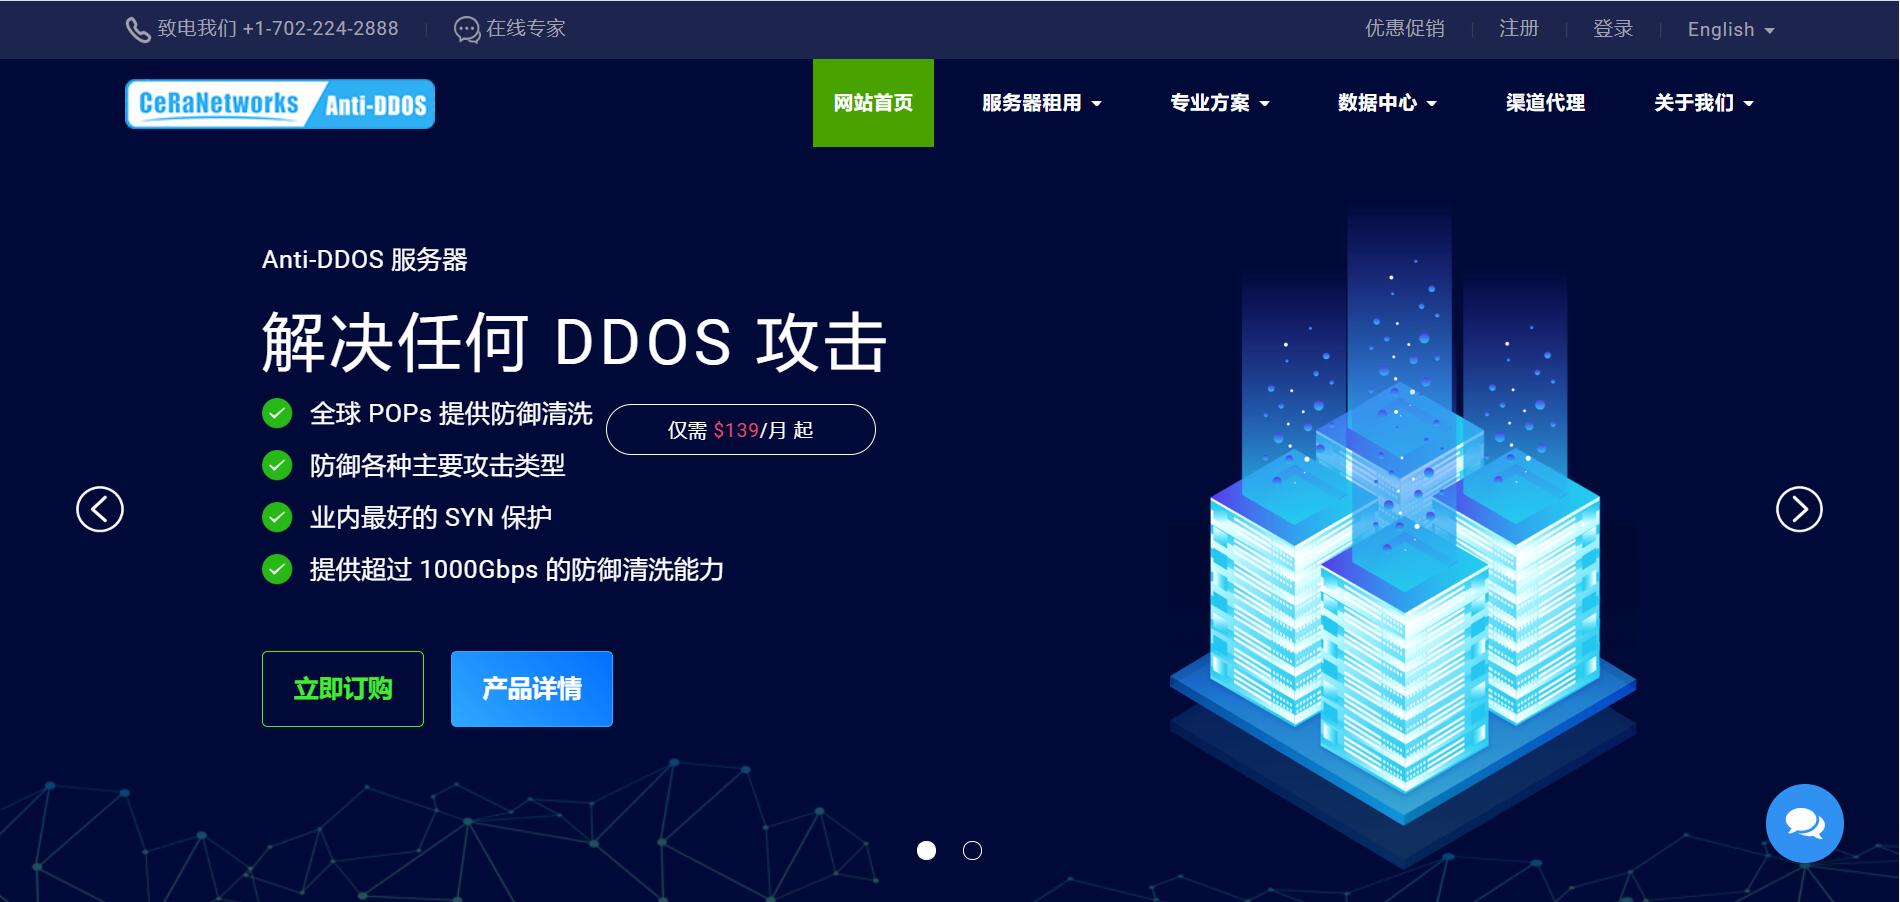 致电我们 +1-702-224-2888
在线专家
优惠促销
注册
登录
English
CeRaNetworks Anti-DDOS
网站首页
服务器租用
专业方案
数据中心
渠道代理
关于我们
Anti-DDOS 服务器
解决任何 DDOS 攻击
全球 POPs 提供防御清洗
仅需 $139/月 起
防御各种主要攻击类型
业内最好的 SYN 保护
提供超过 1000Gbps 的防御清洗能力
立即订购
产品详情